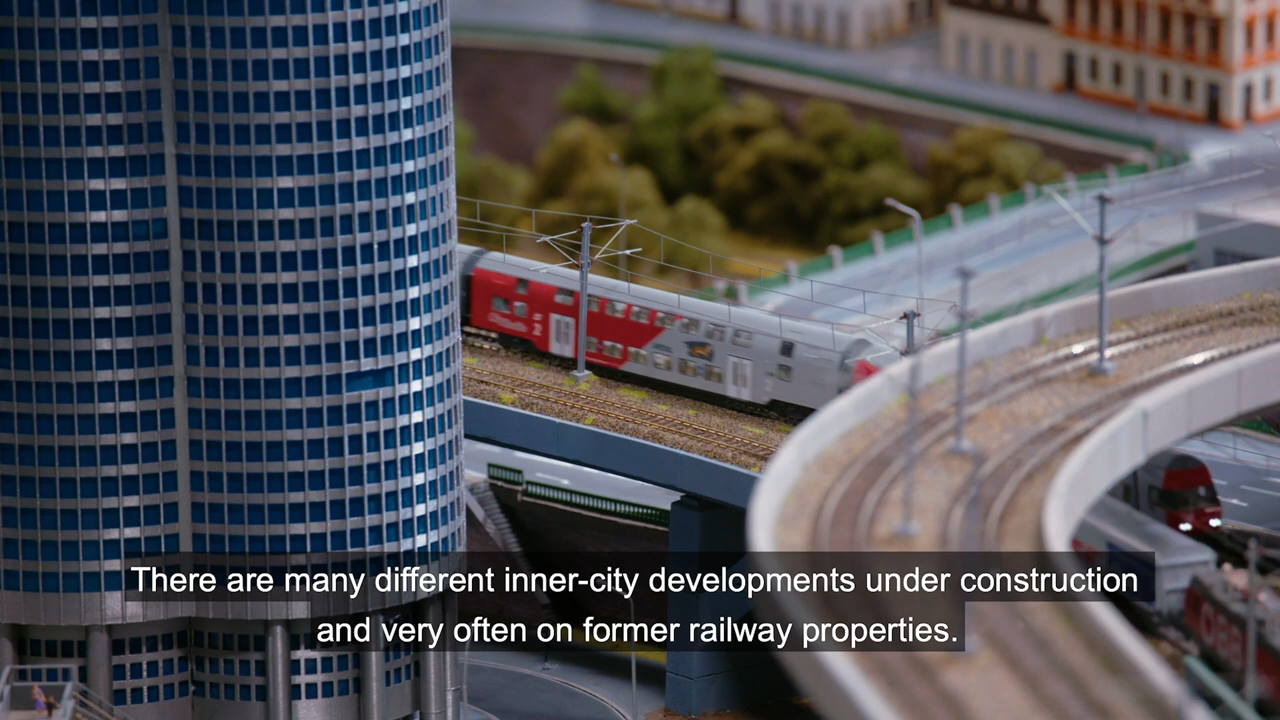 There are many different inner-city developments under construction
and very often on former railway properties.